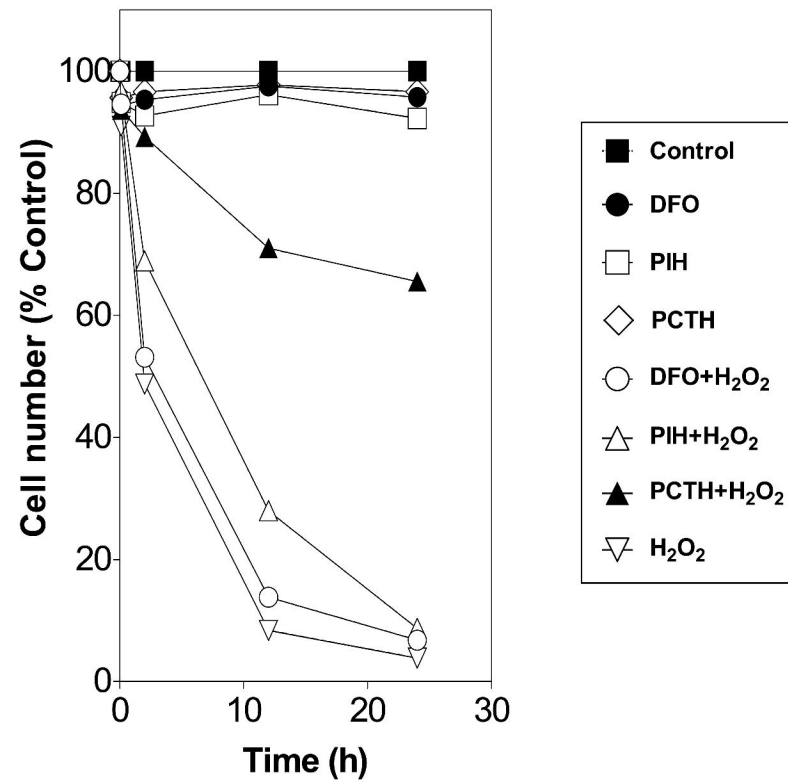 Cell number (% Control)
100
80
60
40
20
0
0 10 20 30
Time (h)
Control
DFO
PIH
PCTH
DFO+H₂O₂
PIH+H₂O₂
PCTH+H₂O₂
H₂O₂